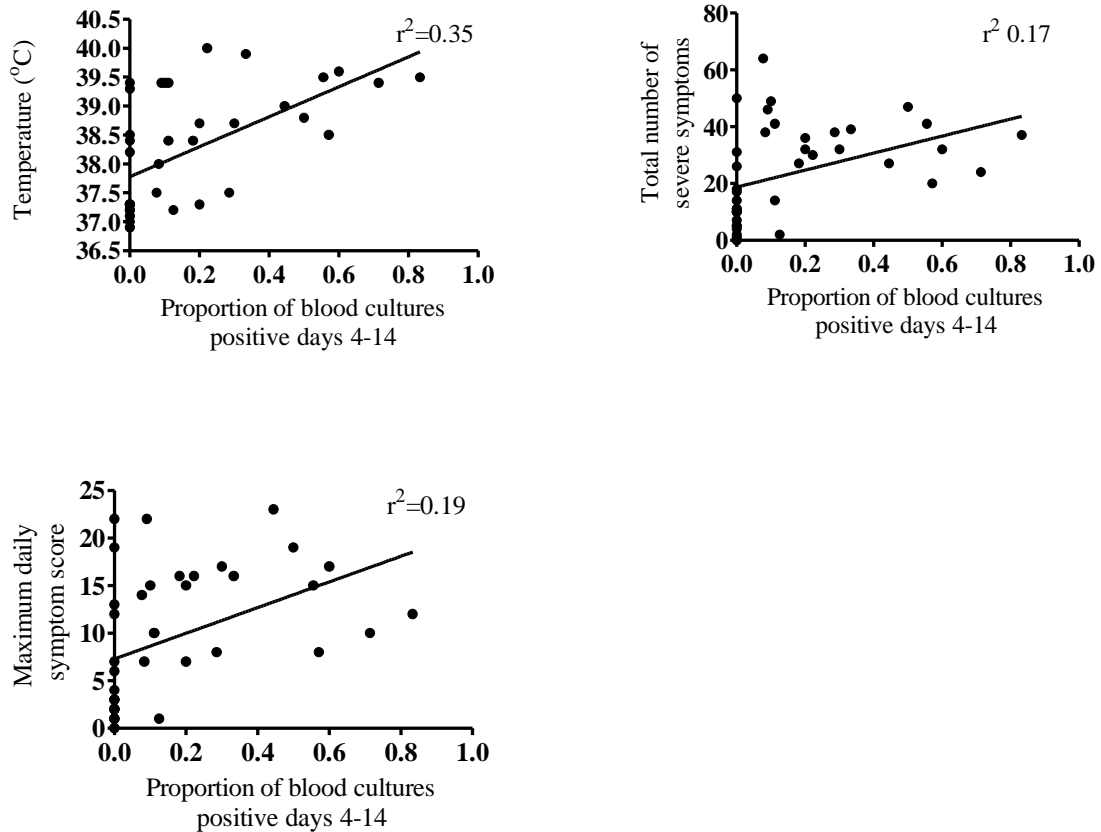 40.5
40.0
39.5
39.0
38.5
38.0
37.5
37.0
36.5
0.0 0.2 0.4 0.6 0.8 1.0
Temperature (°C)
r²=0.35
Proportion of blood cultures
positive days 4-14
80
60
40
20
0
0.0 0.2 0.4 0.6 0.8 1.0
Total number of
severe symptoms
r² 0.17
Proportion of blood cultures
positive days 4-14
25
20
15
10
5
0
0.0 0.2 0.4 0.6 0.8 1.0
Maximum daily
symptom score
r²=0.19
Proportion of blood cultures
positive days 4-14